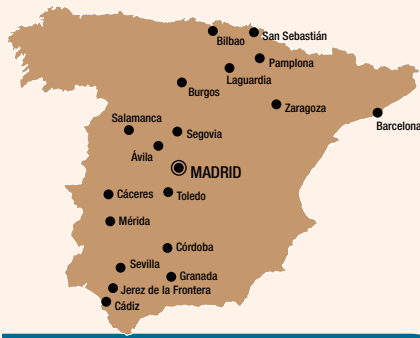 San Sebastián
Bilbao
Pamplona
Laguardia
Burgos
Zaragoza
Barcelona
Salamanca
Segovia
Ávila
MADRID
Cáceres
Toledo
Mérida
Córdoba
Sevilla
Granada
Jerez de la Frontera
Cádiz